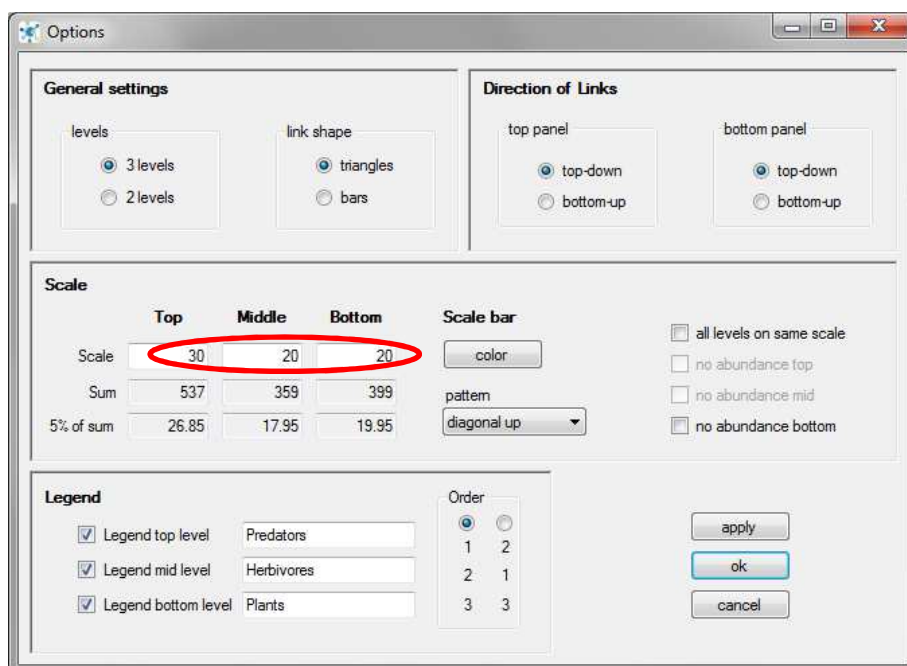 Options
General settings
levels
3 levels
2 levels
link shape
triangles
bars
Direction of Links
top panel
top-down
bottom-up
bottom panel
top-down
bottom-up
Scale
Top Middle Bottom
Scale 30 20 20
Sum 537 359 399
5% of sum 26.85 17.95 19.95
Scale bar
color
pattern
diagonal up
all levels on same scale
no abundance top
no abundance mid
no abundance bottom
Legend
Legend top level Predators
Legend mid level Herbivores
Legend bottom level Plants
Order
1 2
2 1
3 3
apply
ok
cancel